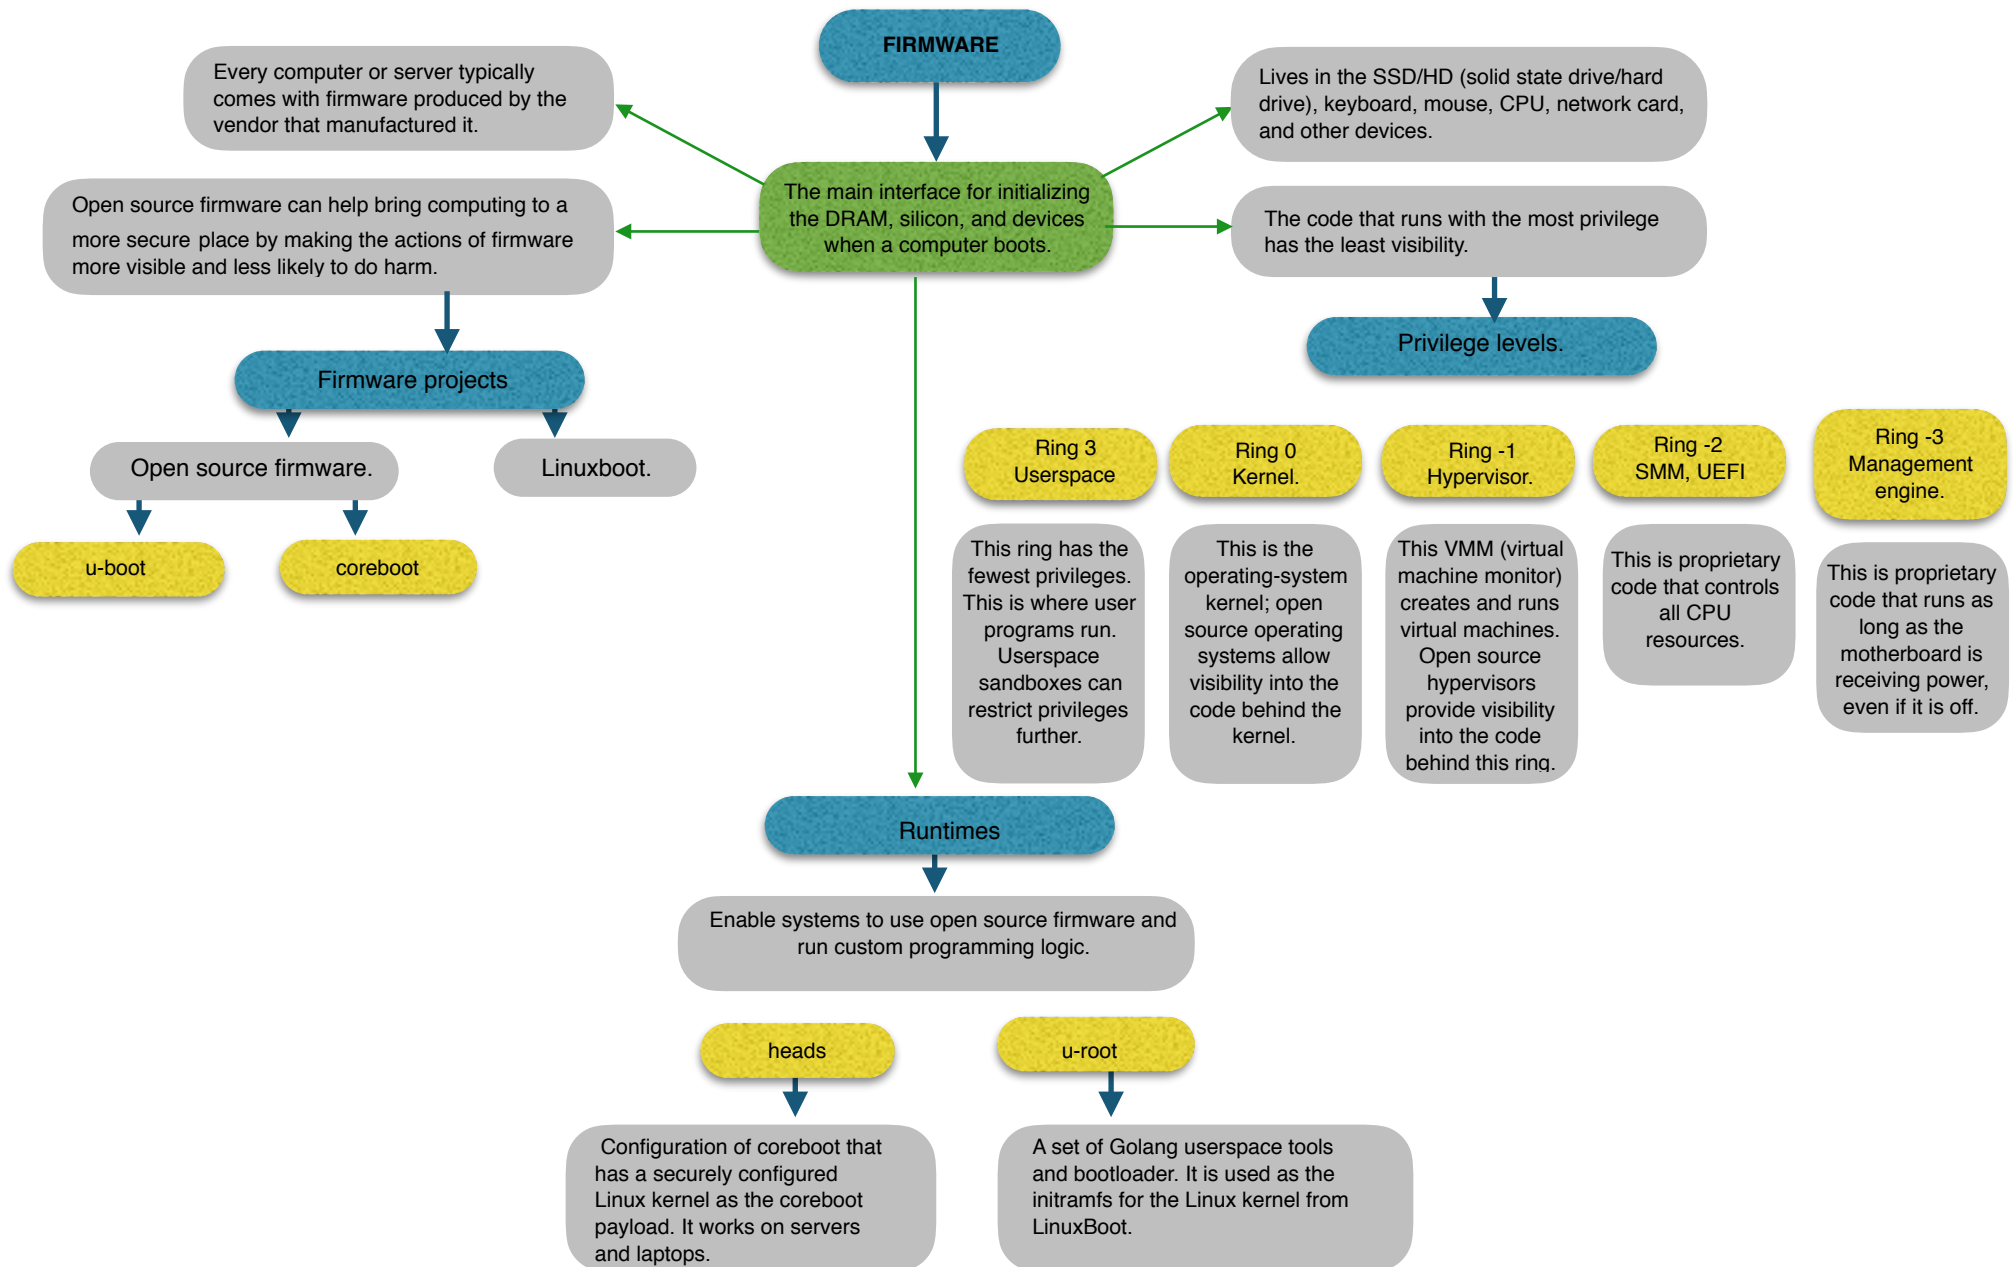 FIRMWARE
Every computer or server typically
comes with firmware produced by the
vendor that manufactured it.
Lives in the SSD/HD (solid state drive/hard
drive), keyboard, mouse, CPU, network card,
and other devices.
The main interface for initializing
the DRAM, silicon, and devices
when a computer boots.
Open source firmware can help bring computing to a
more secure place by making the actions of firmware
more visible and less likely to do harm.
The code that runs with the most privilege
has the least visibility.
Privilege levels.
Firmware projects
Open source firmware.
Linuxboot.
u-boot
coreboot
Ring 3
Userspace
Ring 0
Kernel.
Ring -1
Hypervisor.
Ring -2
SMM, UEFI
Ring -3
Management
engine.
This ring has the
fewest privileges.
This is where user
programs run.
Userspace
sandboxes can
restrict privileges
further.
This is the
operating-system
kernel; open
source operating
systems allow
visibility into the
code behind the
kernel.
This VMM (virtual
machine monitor)
creates and runs
virtual machines.
Open source
hypervisors
provide visibility
into the code
behind this ring.
This is proprietary
code that controls
all CPU
resources.
This is proprietary
code that runs as
long as the
motherboard is
receiving power,
even if it is off.
Runtimes
Enable systems to use open source firmware and
run custom programming logic.
heads
u-root
Configuration of coreboot that
has a securely configured
Linux kernel as the coreboot
payload. It works on servers
and laptops.
A set of Golang userspace tools
and bootloader. It is used as the
initramfs for the Linux kernel from
LinuxBoot.